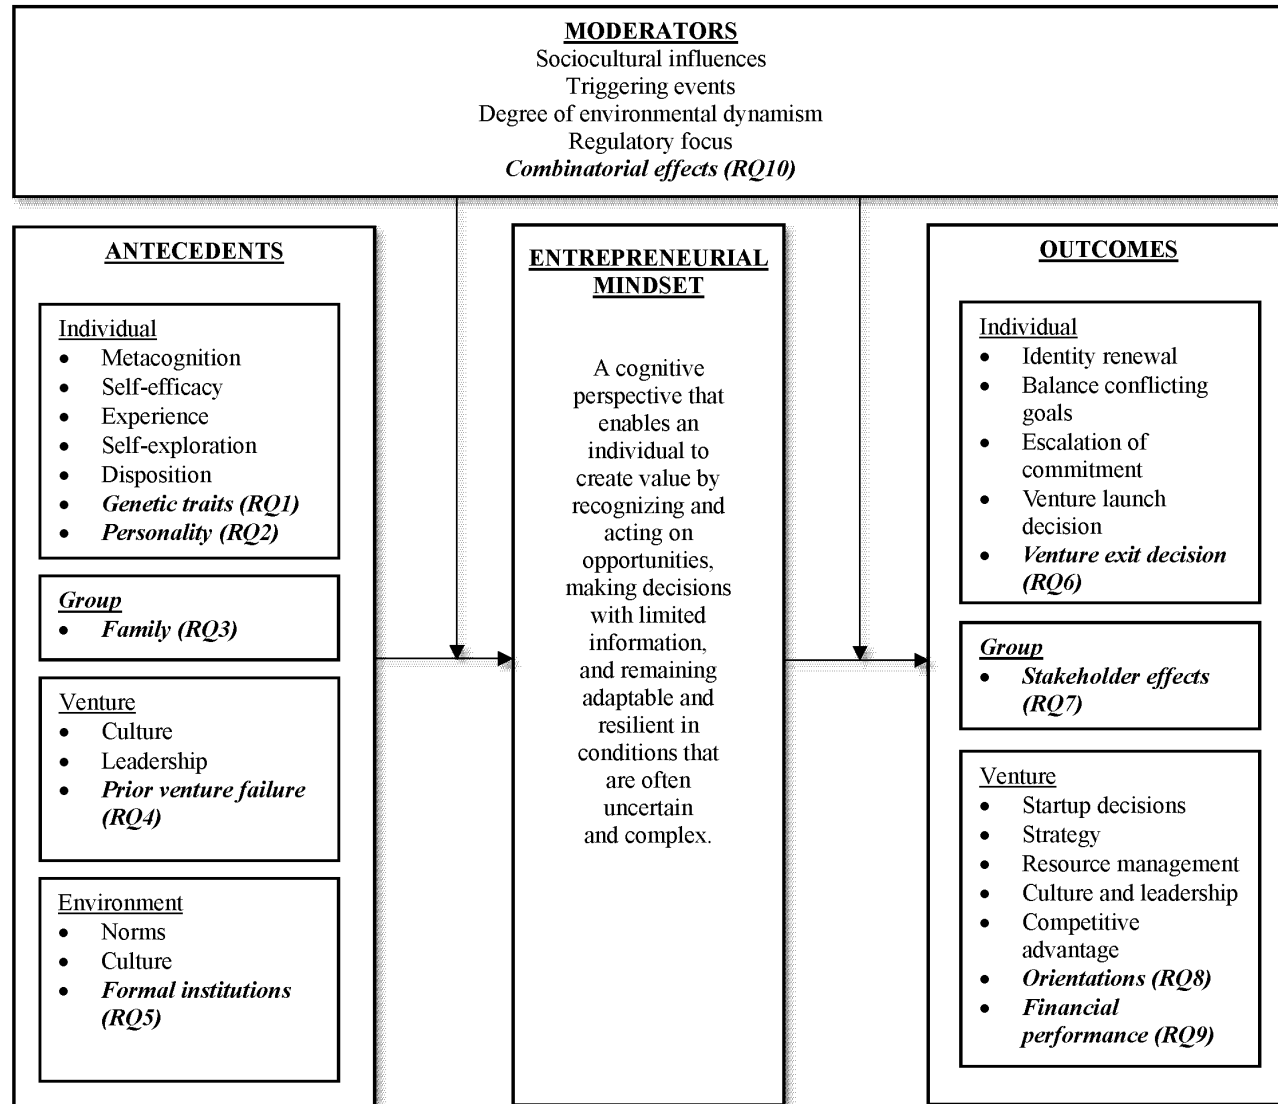 MODERATORS
Sociocultural influences
Triggering events
Degree of environmental dynamism
Regulatory focus
Combinatorial effects (RQ10)
ANTECEDENTS
Individual
• Metacognition
• Self-efficacy
• Experience
• Self-exploration
• Disposition
• Genetic traits (RQ1)
• Personality (RQ2)
Group
• Family (RQ3)
Venture
• Culture
• Leadership
• Prior venture failure
(RQ4)
Environment
• Norms
• Culture
• Formal institutions
(RQ5)
ENTREPRENEURIAL
MINDSET
A cognitive
perspective that
enables an
individual to
create value by
recognizing and
acting on
opportunities,
making decisions
with limited
information,
and remaining
adaptable and
resilient in
conditions that
are often
uncertain
and complex.
OUTCOMES
Individual
• Identity renewal
• Balance conflicting
goals
• Escalation of
commitment
• Venture launch
decision
• Venture exit decision
(RQ6)
Group
• Stakeholder effects
(RQ7)
Venture
• Startup decisions
• Strategy
• Resource management
• Culture and leadership
• Competitive
advantage
• Orientations (RQ8)
• Financial
performance (RQ9)